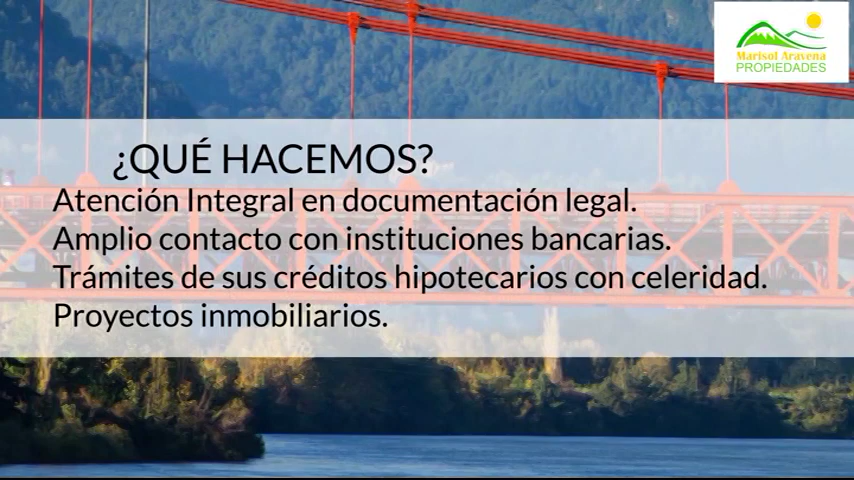 Marisol Aravena
PROPIEDADES
¿QUÉ HACEMOS?
Atención Integral en documentación legal.
Amplio contacto con instituciones bancarias.
Trámites de sus créditos hipotecarios con celeridad.
Proyectos inmobiliarios.